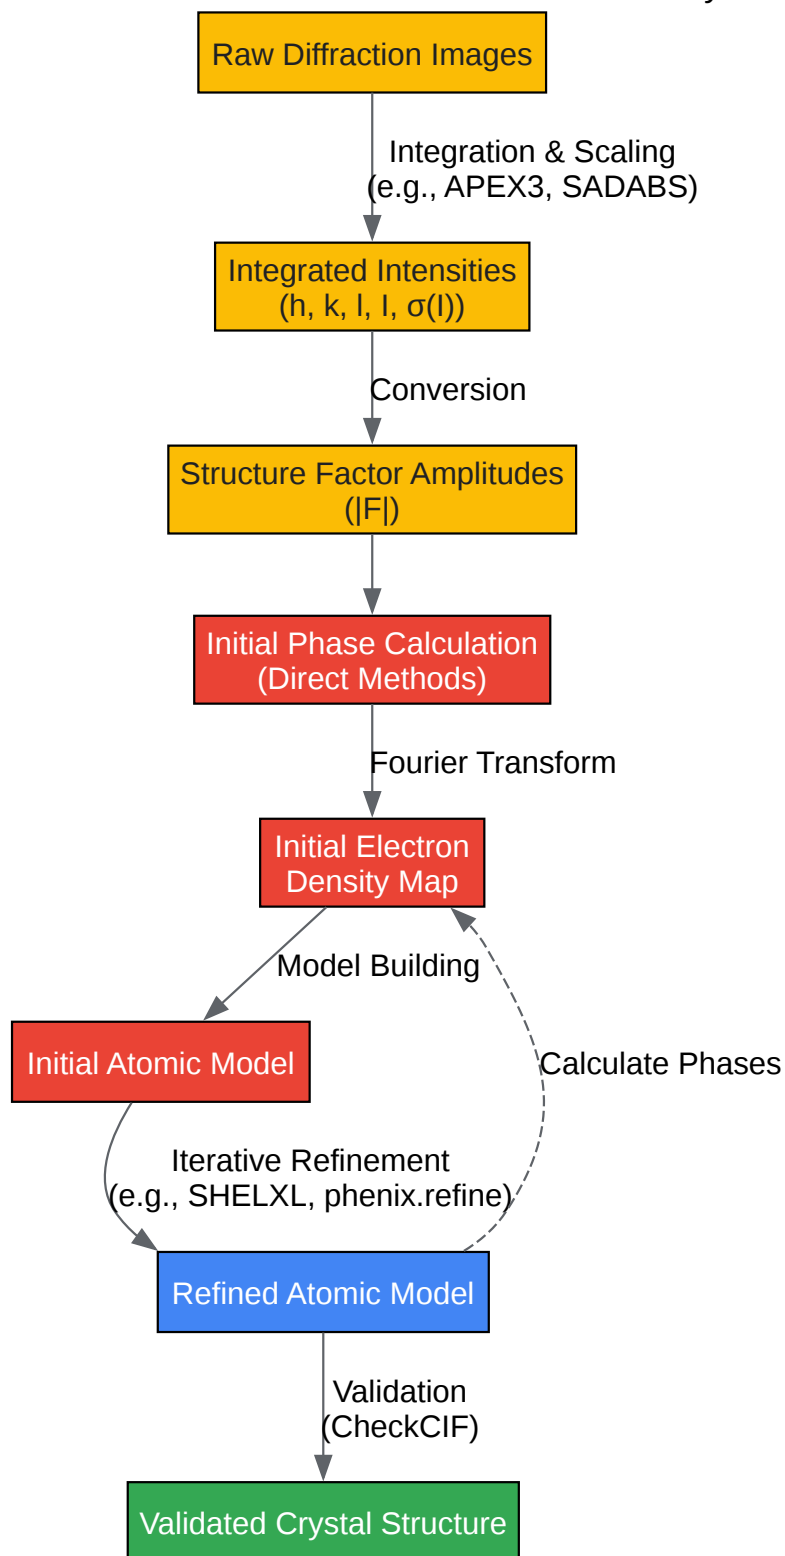 Raw Diffraction Images
Integration & Scaling
(e.g., APEX3, SADABS)
Integrated Intensities
(h, k, l, I, σ(I))
Conversion
Structure Factor Amplitudes
(|F|)
Initial Phase Calculation
(Direct Methods)
Fourier Transform
Initial Electron
Density Map
Model Building
Initial Atomic Model
Calculate Phases
Iterative Refinement
(e.g., SHELXL, phenix.refine)
Refined Atomic Model
Validation
(CheckCIF)
Validated Crystal Structure